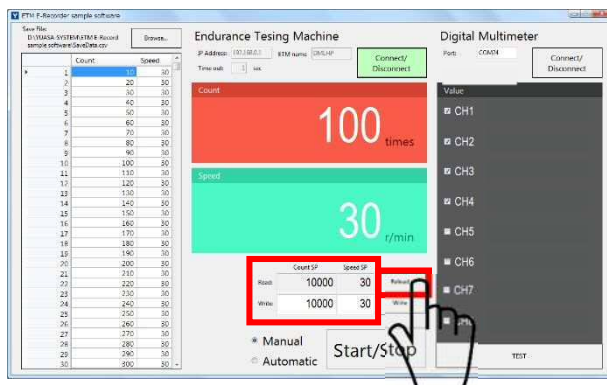 ETM E-Recorder sample software
Save File:
D:\YUASA-SYSTEM\ETM E-Record
sample software\SaveData.csv
Browse...
Count Speed
1 10 30
2 20 30
3 30 30
4 40 30
5 50 30
6 60 30
7 70 30
8 80 30
9 90 30
10 100 30
11 110 30
12 120 30
13 130 30
14 140 30
15 150 30
16 160 30
17 170 30
18 180 30
19 190 30
20 200 30
21 210 30
22 220 30
23 230 30
24 240 30
25 250 30
26 260 30
27 270 30
28 280 30
29 290 30
30 300 30
Endurance Tesing Machine
IP Address: ETM name
Time out: sec
Connect/
Disconnect
Count
100 times
Speed
30 r/min
Count SP Speed SP
Read 10000 30 Reload
Write 10000 30 Write
Manual
Automatic
Start/Stop
Digital Multimeter
Port:
Connect/
Disconnect
Value
CH1
CH2
CH3
CH4
CH5
CH6
CH7
TEST